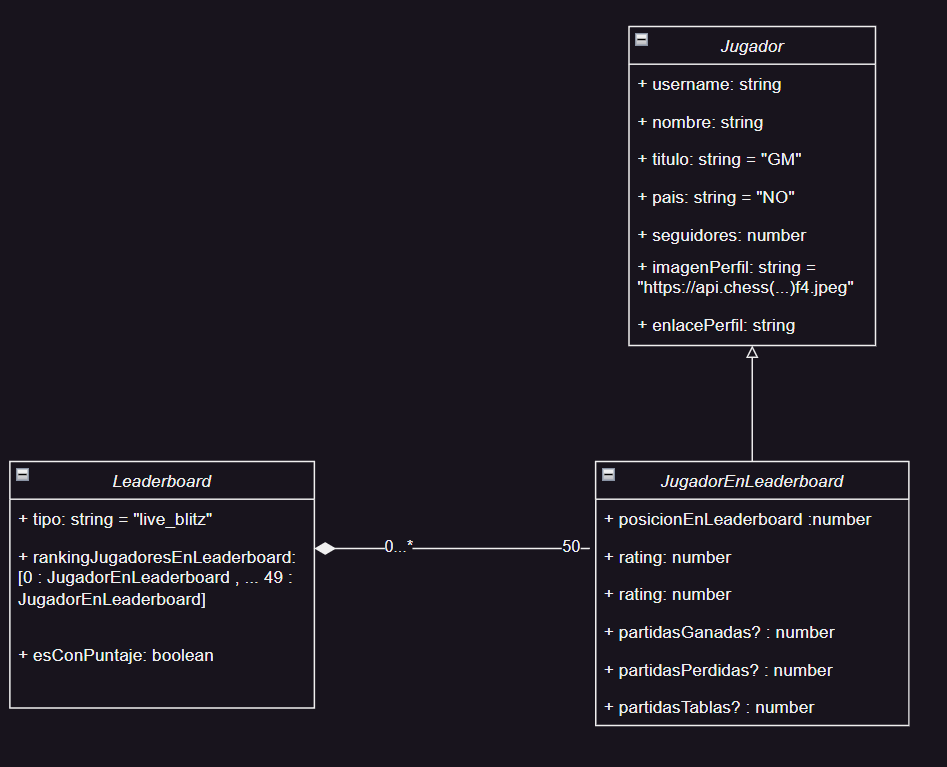 Jugador
+ username: string
+ nombre: string
+ titulo: string = "GM"
+ pais: string = "NO"
+ seguidores: number
+ imagenPerfil: string =
"https://api.chess(...)f4.jpeg"
+ enlacePerfil: string
Leaderboard
+ tipo: string = "live_blitz"
+ rankingJugadoresEnLeaderboard:
[0 : JugadorEnLeaderboard , ... 49 :
JugadorEnLeaderboard]
+ esConPuntaje: boolean
0...*
50
JugadorEnLeaderboard
+ posicionEnLeaderboard :number
+ rating: number
+ rating: number
+ partidasGanadas? : number
+ partidasPerdidas? : number
+ partidasTablas? : number